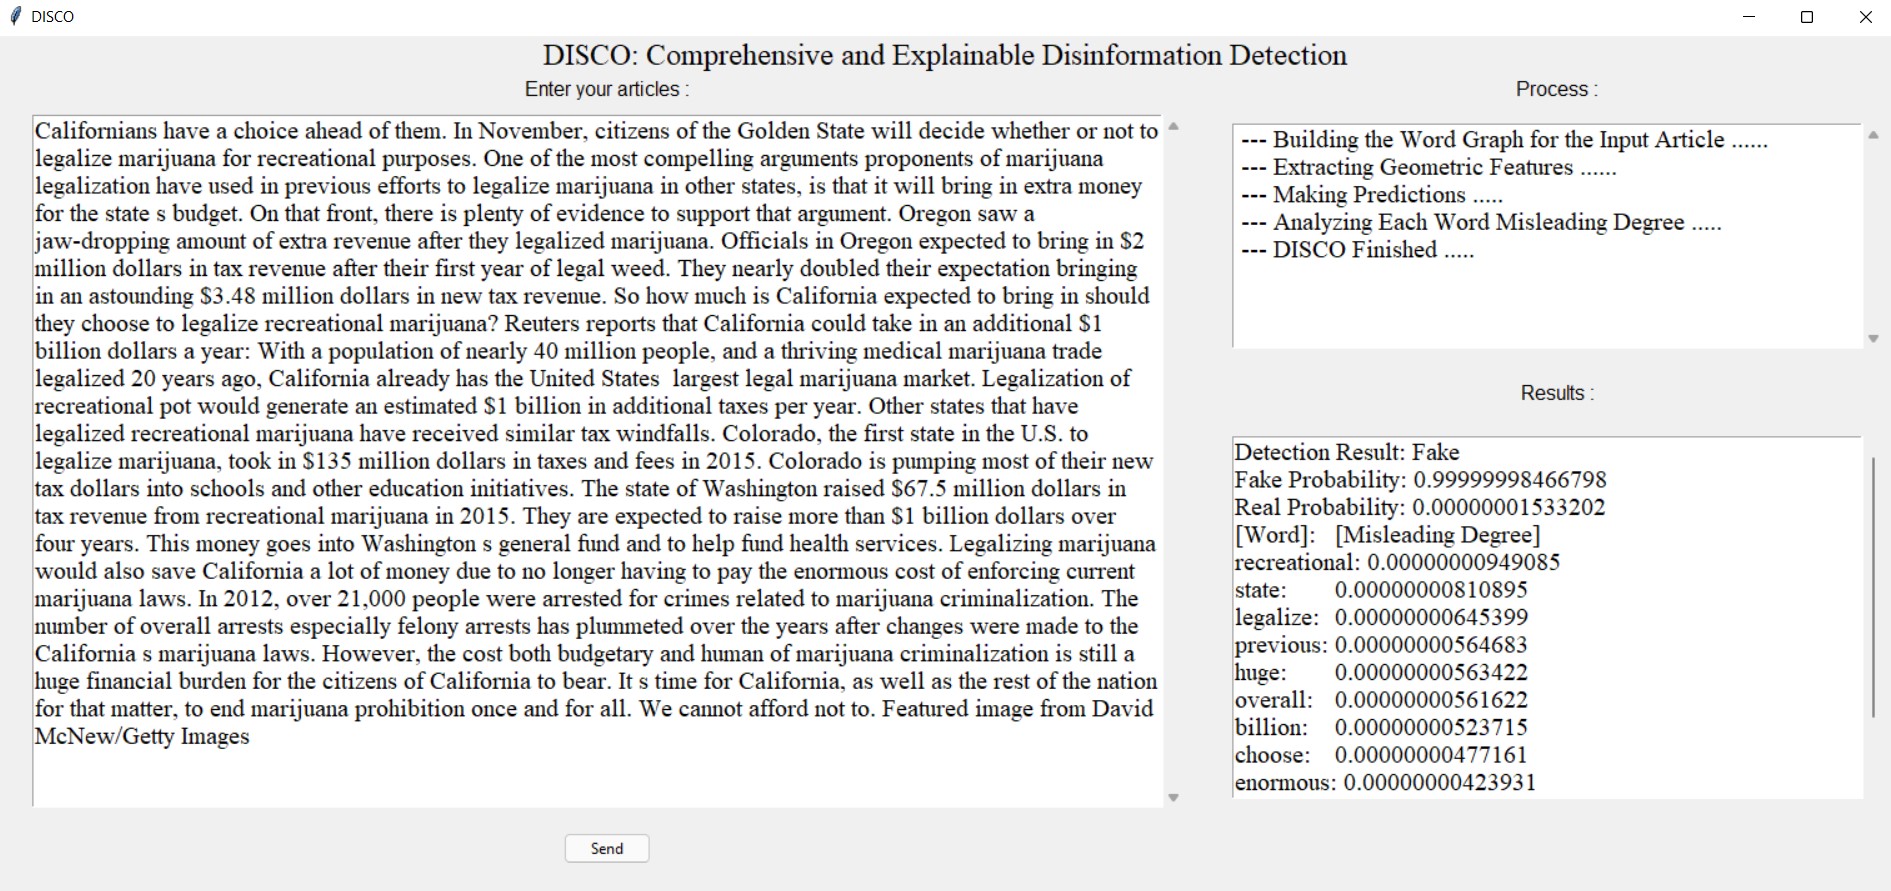 DISCO
DISCO: Comprehensive and Explainable Disinformation Detection
Enter your articles :
Californians have a choice ahead of them. In November, citizens of the Golden State will decide whether or not to
legalize marijuana for recreational purposes. One of the most compelling arguments proponents of marijuana
legalization have used in previous efforts to legalize marijuana in other states, is that it will bring in extra money
for the state s budget. On that front, there is plenty of evidence to support that argument. Oregon saw a
jaw-dropping amount of extra revenue after they legalized marijuana. Officials in Oregon expected to bring in $2
million dollars in tax revenue after their first year of legal weed. They nearly doubled their expectation bringing
in an astounding $3.48 million dollars in new tax revenue. So how much is California expected to bring in should
they choose to legalize recreational marijuana? Reuters reports that California could take in an additional $1
billion dollars a year: With a population of nearly 40 million people, and a thriving medical marijuana trade
legalized 20 years ago, California already has the United States  largest legal marijuana market. Legalization of
recreational pot would generate an estimated $1 billion in additional taxes per year. Other states that have
legalized recreational marijuana have received similar tax windfalls. Colorado, the first state in the U.S. to
legalize marijuana, took in $135 million dollars in taxes and fees in 2015. Colorado is pumping most of their new
tax dollars into schools and other education initiatives. The state of Washington raised $67.5 million dollars in
tax revenue from recreational marijuana in 2015. They are expected to raise more than $1 billion dollars over
four years. This money goes into Washington s general fund and to help fund health services. Legalizing marijuana
would also save California a lot of money due to no longer having to pay the enormous cost of enforcing current
marijuana laws. In 2012, over 21,000 people were arrested for crimes related to marijuana criminalization. The
number of overall arrests especially felony arrests has plummeted over the years after changes were made to the
California s marijuana laws. However, the cost both budgetary and human of marijuana criminalization is still a
huge financial burden for the citizens of California to bear. It s time for California, as well as the rest of the nation
for that matter, to end marijuana prohibition once and for all. We cannot afford not to. Featured image from David
McNew/Getty Images
Send
Process :
--- Building the Word Graph for the Input Article ......
--- Extracting Geometric Features ......
--- Making Predictions .....
--- Analyzing Each Word Misleading Degree .....
--- DISCO Finished .....
Results :
Detection Result: Fake
Fake Probability: 0.99999998466798
Real Probability: 0.00000001533202
[Word]: [Misleading Degree]
recreational: 0.00000000949085
state: 0.00000000810895
legalize: 0.00000000645399
previous: 0.00000000564683
huge: 0.00000000563422
overall: 0.00000000561622
billion: 0.00000000523715
choose: 0.00000000477161
enormous: 0.00000000423931